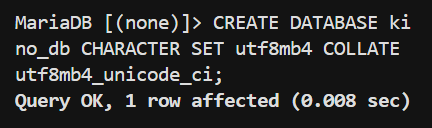 MariaDB [(none)]> CREATE DATABASE ki
no_db CHARACTER SET utf8mb4 COLLATE
utf8mb4_unicode_ci;
Query OK, 1 row affected (0.008 sec)